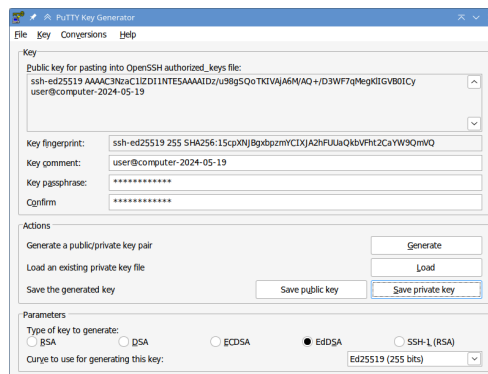 PuTTY Key Generator
File Key Conversions Help
Key
Public key for pasting into OpenSSH authorized_keys file:
ssh-ed25519 AAAAC3NzaC1lZDI1NTE5AAAAIDz/u98gSQoTKIVAjA6M/AQ+/D3WF7qMegKlIGVB0ICy
user@computer-2024-05-19
Key fingerprint: ssh-ed25519 255 SHA256:15cpXNJBgxbpzmYCIXJA2hFUUaQkbVFht2CaYW9QmVQ
Key comment: user@computer-2024-05-19
Key passphrase: ************
Confirm ************
Actions
Generate a public/private key pair Generate
Load an existing private key file Load
Save the generated key Save public key Save private key
Parameters
Type of key to generate:
RSA DSA ECDSA EdDSA SSH-1 (RSA)
Curve to use for generating this key: Ed25519 (255 bits)